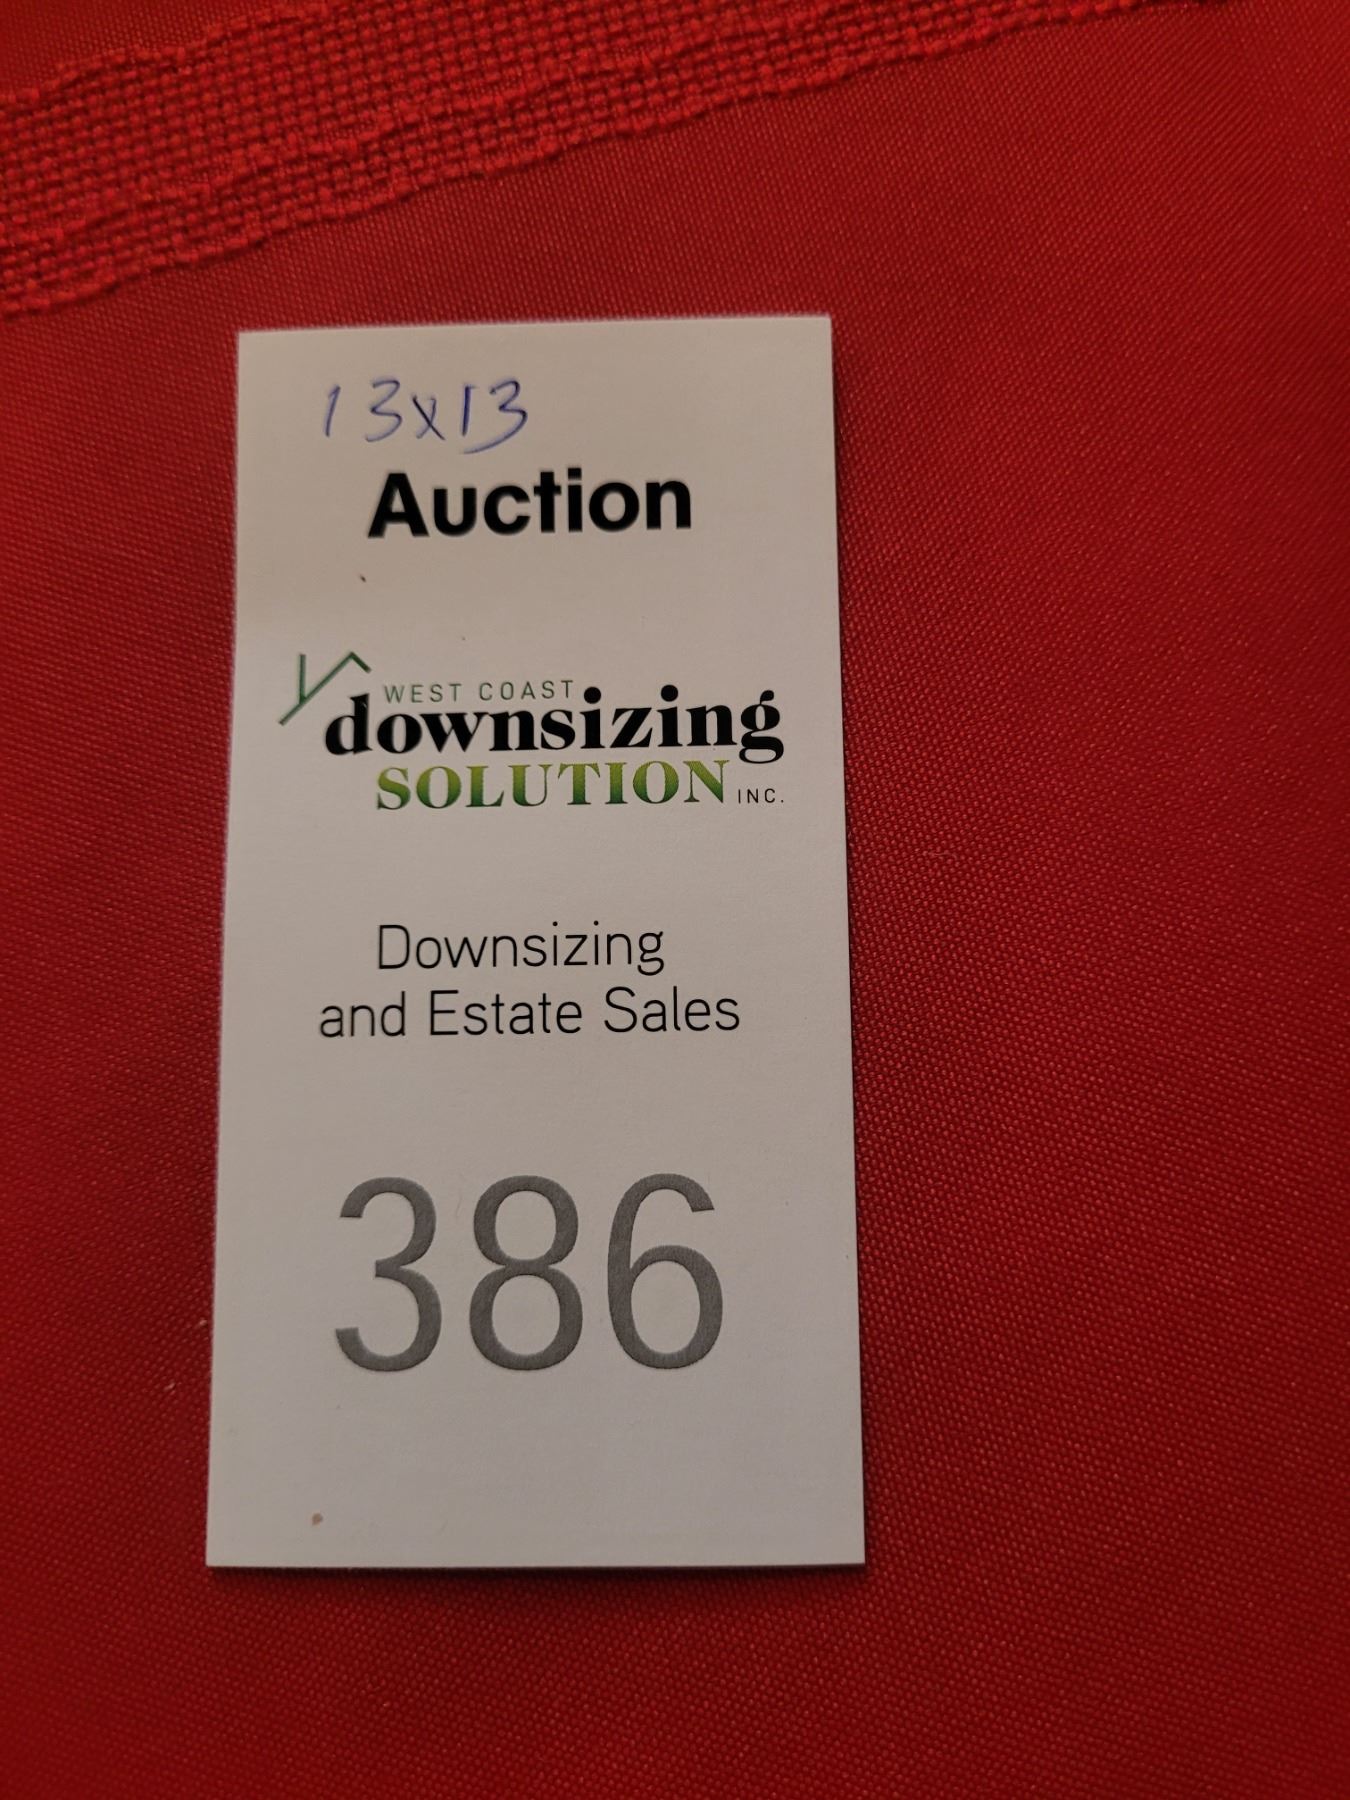 13x13
Auction
WEST COAST
downsizing
SOLUTION INC.
Downsizing
and Estate Sales
386